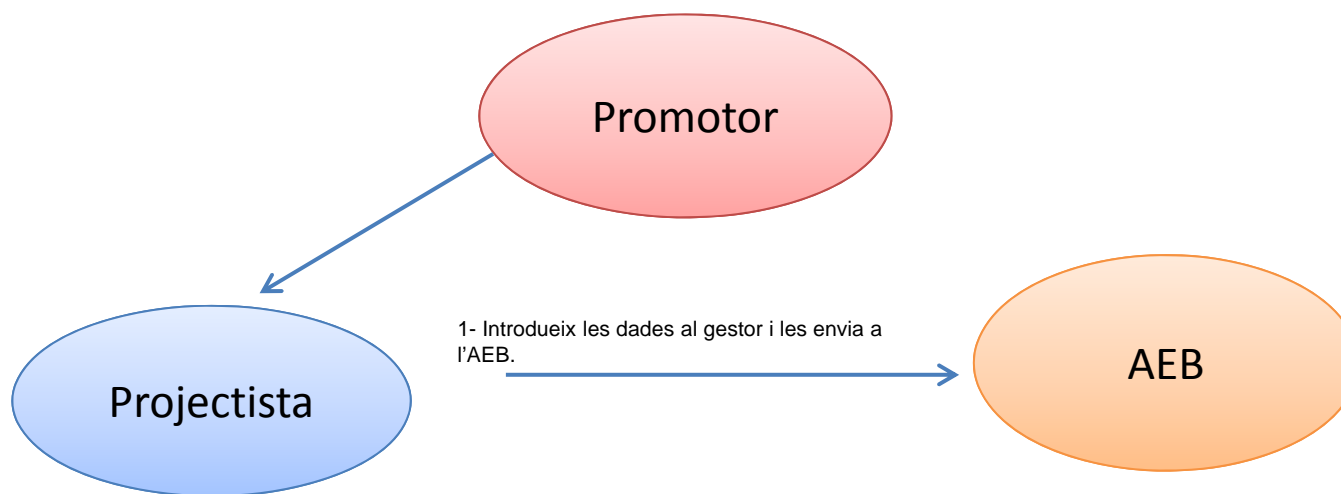 Promotor
1- Introdueix les dades al gestor i les envia a
l’AEB.
AEB
Projectista